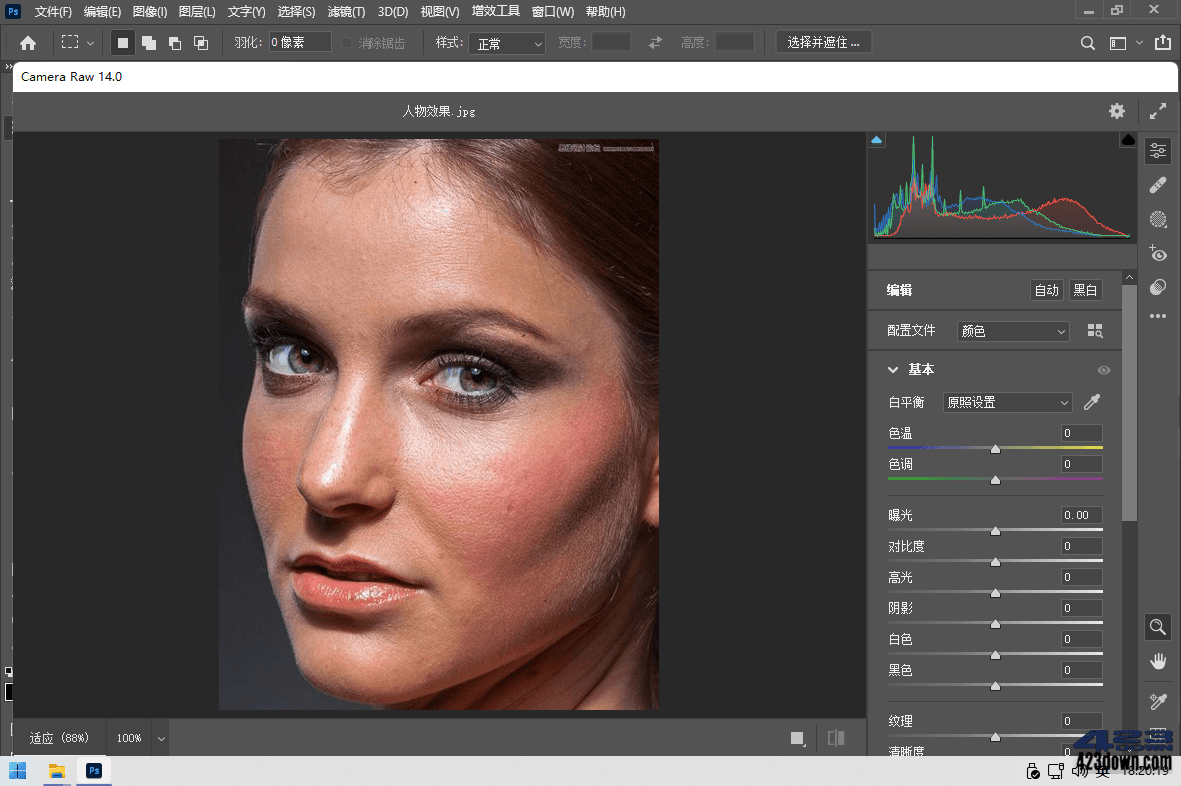 Ps 文件(F) 编辑(E) 图像(I) 图层(L) 文字(Y) 选择(S) 滤镜(T) 3D(D) 视图(V) 增效工具 窗口(W) 帮助(H)
羽化: 0 像素 消除锯齿 样式: 正常 宽度: 高度: 选择并遮住 ...
Camera Raw 14.0
人物效果.jpg
编辑 自动 黑白
配置文件 颜色
基本
白平衡 原照设置
色温 0
色调 0
曝光 0.00
对比度 0
高光 0
阴影 0
白色 0
黑色 0
纹理 0
清晰度 0
适应 (88%) 100%
423down.com
Ps 英 18:20:19